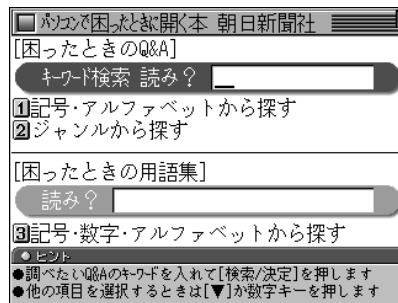 パソコンで困ったときに開く本 朝日新聞社
[困ったときのQ&A]
キーワード検索 読み?
1記号・アルファベットから探す
2ジャンルから探す
[困ったときの用語集]
読み?
3記号・数字・アルファベットから探す
●ヒント
●調べたいQ&Aのキーワードを入れて[検索/決定]を押します
●他の項目を選択するときは[▼]か数字キーを押します